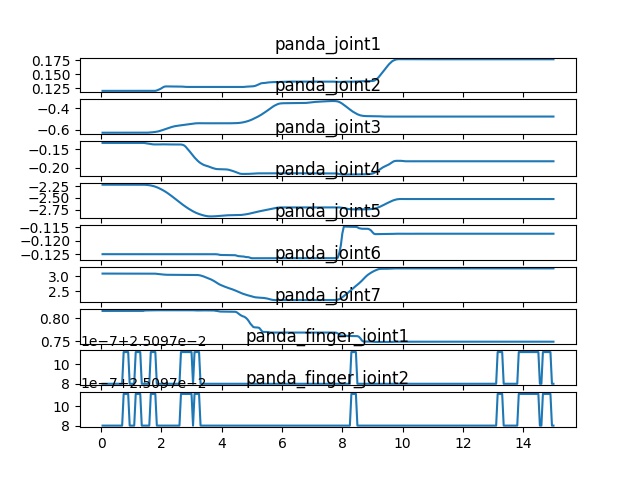 panda_joint1
0.175
0.150
0.125
panda_joint2
−0.4
−0.6
panda_joint3
−0.15
−0.20
panda_joint4
−2.25
−2.50
−2.75
panda_joint5
−0.115
−0.120
−0.125
panda_joint6
3.0
2.5
panda_joint7
0.80
0.75
1e−7+2.5097e−2
panda_finger_joint1
10
8
1e−7+2.5097e−2
panda_finger_joint2
10
8
0 2 4 6 8 10 12 14